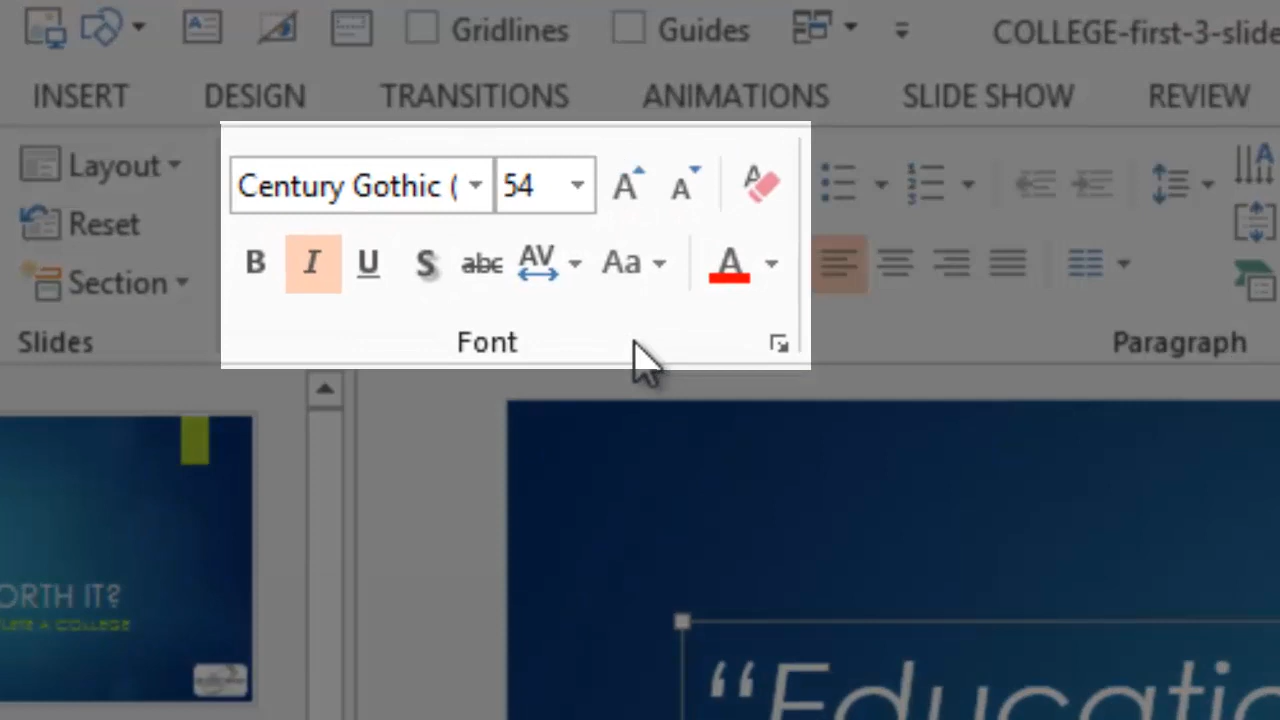 Gridlines Guides COLLEGE-first-3-slide
INSERT DESIGN TRANSITIONS ANIMATIONS SLIDE SHOW REVIEW
Layout
Century Gothic ( 54
Reset
B I U S abc AV Aa A
Section
Slides Font Paragraph
ORTH IT?
A COLLEGE
“Educatio